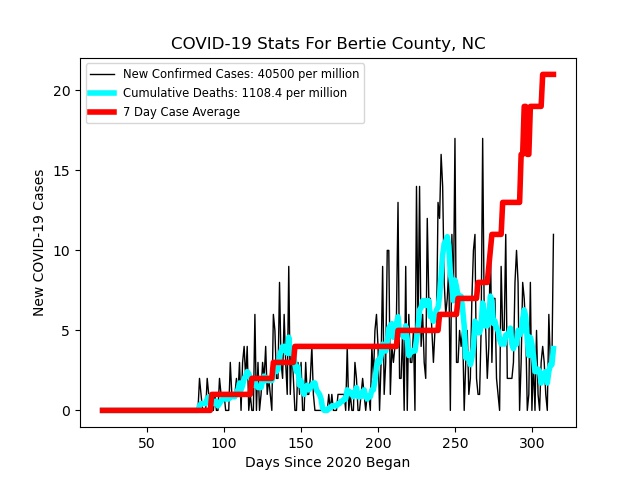 COVID-19 Stats For Bertie County, NC
New Confirmed Cases: 40500 per million
Cumulative Deaths: 1108.4 per million
7 Day Case Average
20
15
10
5
0
New COVID-19 Cases
50 100 150 200 250 300
Days Since 2020 Began